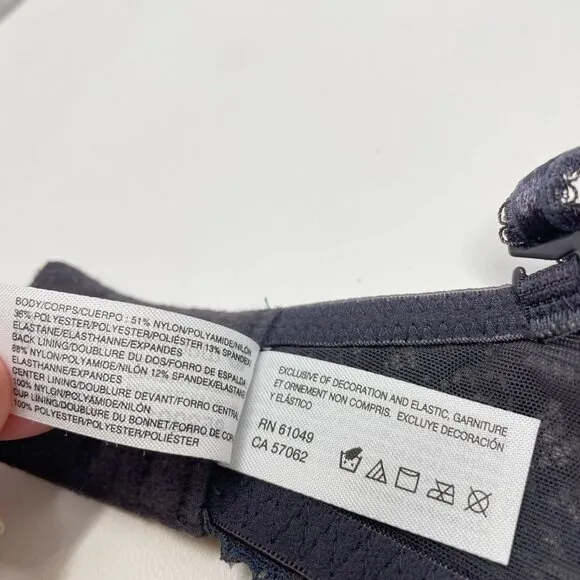 BODY/CORPS/CUERPO : 51% NYLON/POLYAMIDE/NILÓN
36% POLYESTER/POLYESTER/POLIÉSTER 13% SPANDEX/
ELASTANE/ELASTHANNE/EXPANDES
BACK LINING/DOUBLURE DU DOS/FORRO DE ESPALDA
88% NYLON/POLYAMIDE/NILÓN 12% SPANDEX/ELASTANE/
ELASTHANNE/EXPANDES
CENTER LINING/DOUBLURE DEVANT/FORRO CENTRAL
100% NYLON/POLYAMIDE/NILÓN
CUP LINING/DOUBLURE DU BONNET/FORRO DE COP
100% POLYESTER/POLYESTER/POLIÉSTER
EXCLUSIVE OF DECORATION AND ELASTIC. GARNITURE
ET ORNEMENT NON COMPRIS. EXCLUYE DECORACIÓN
Y ELÁSTICO
RN 61049
CA 57062